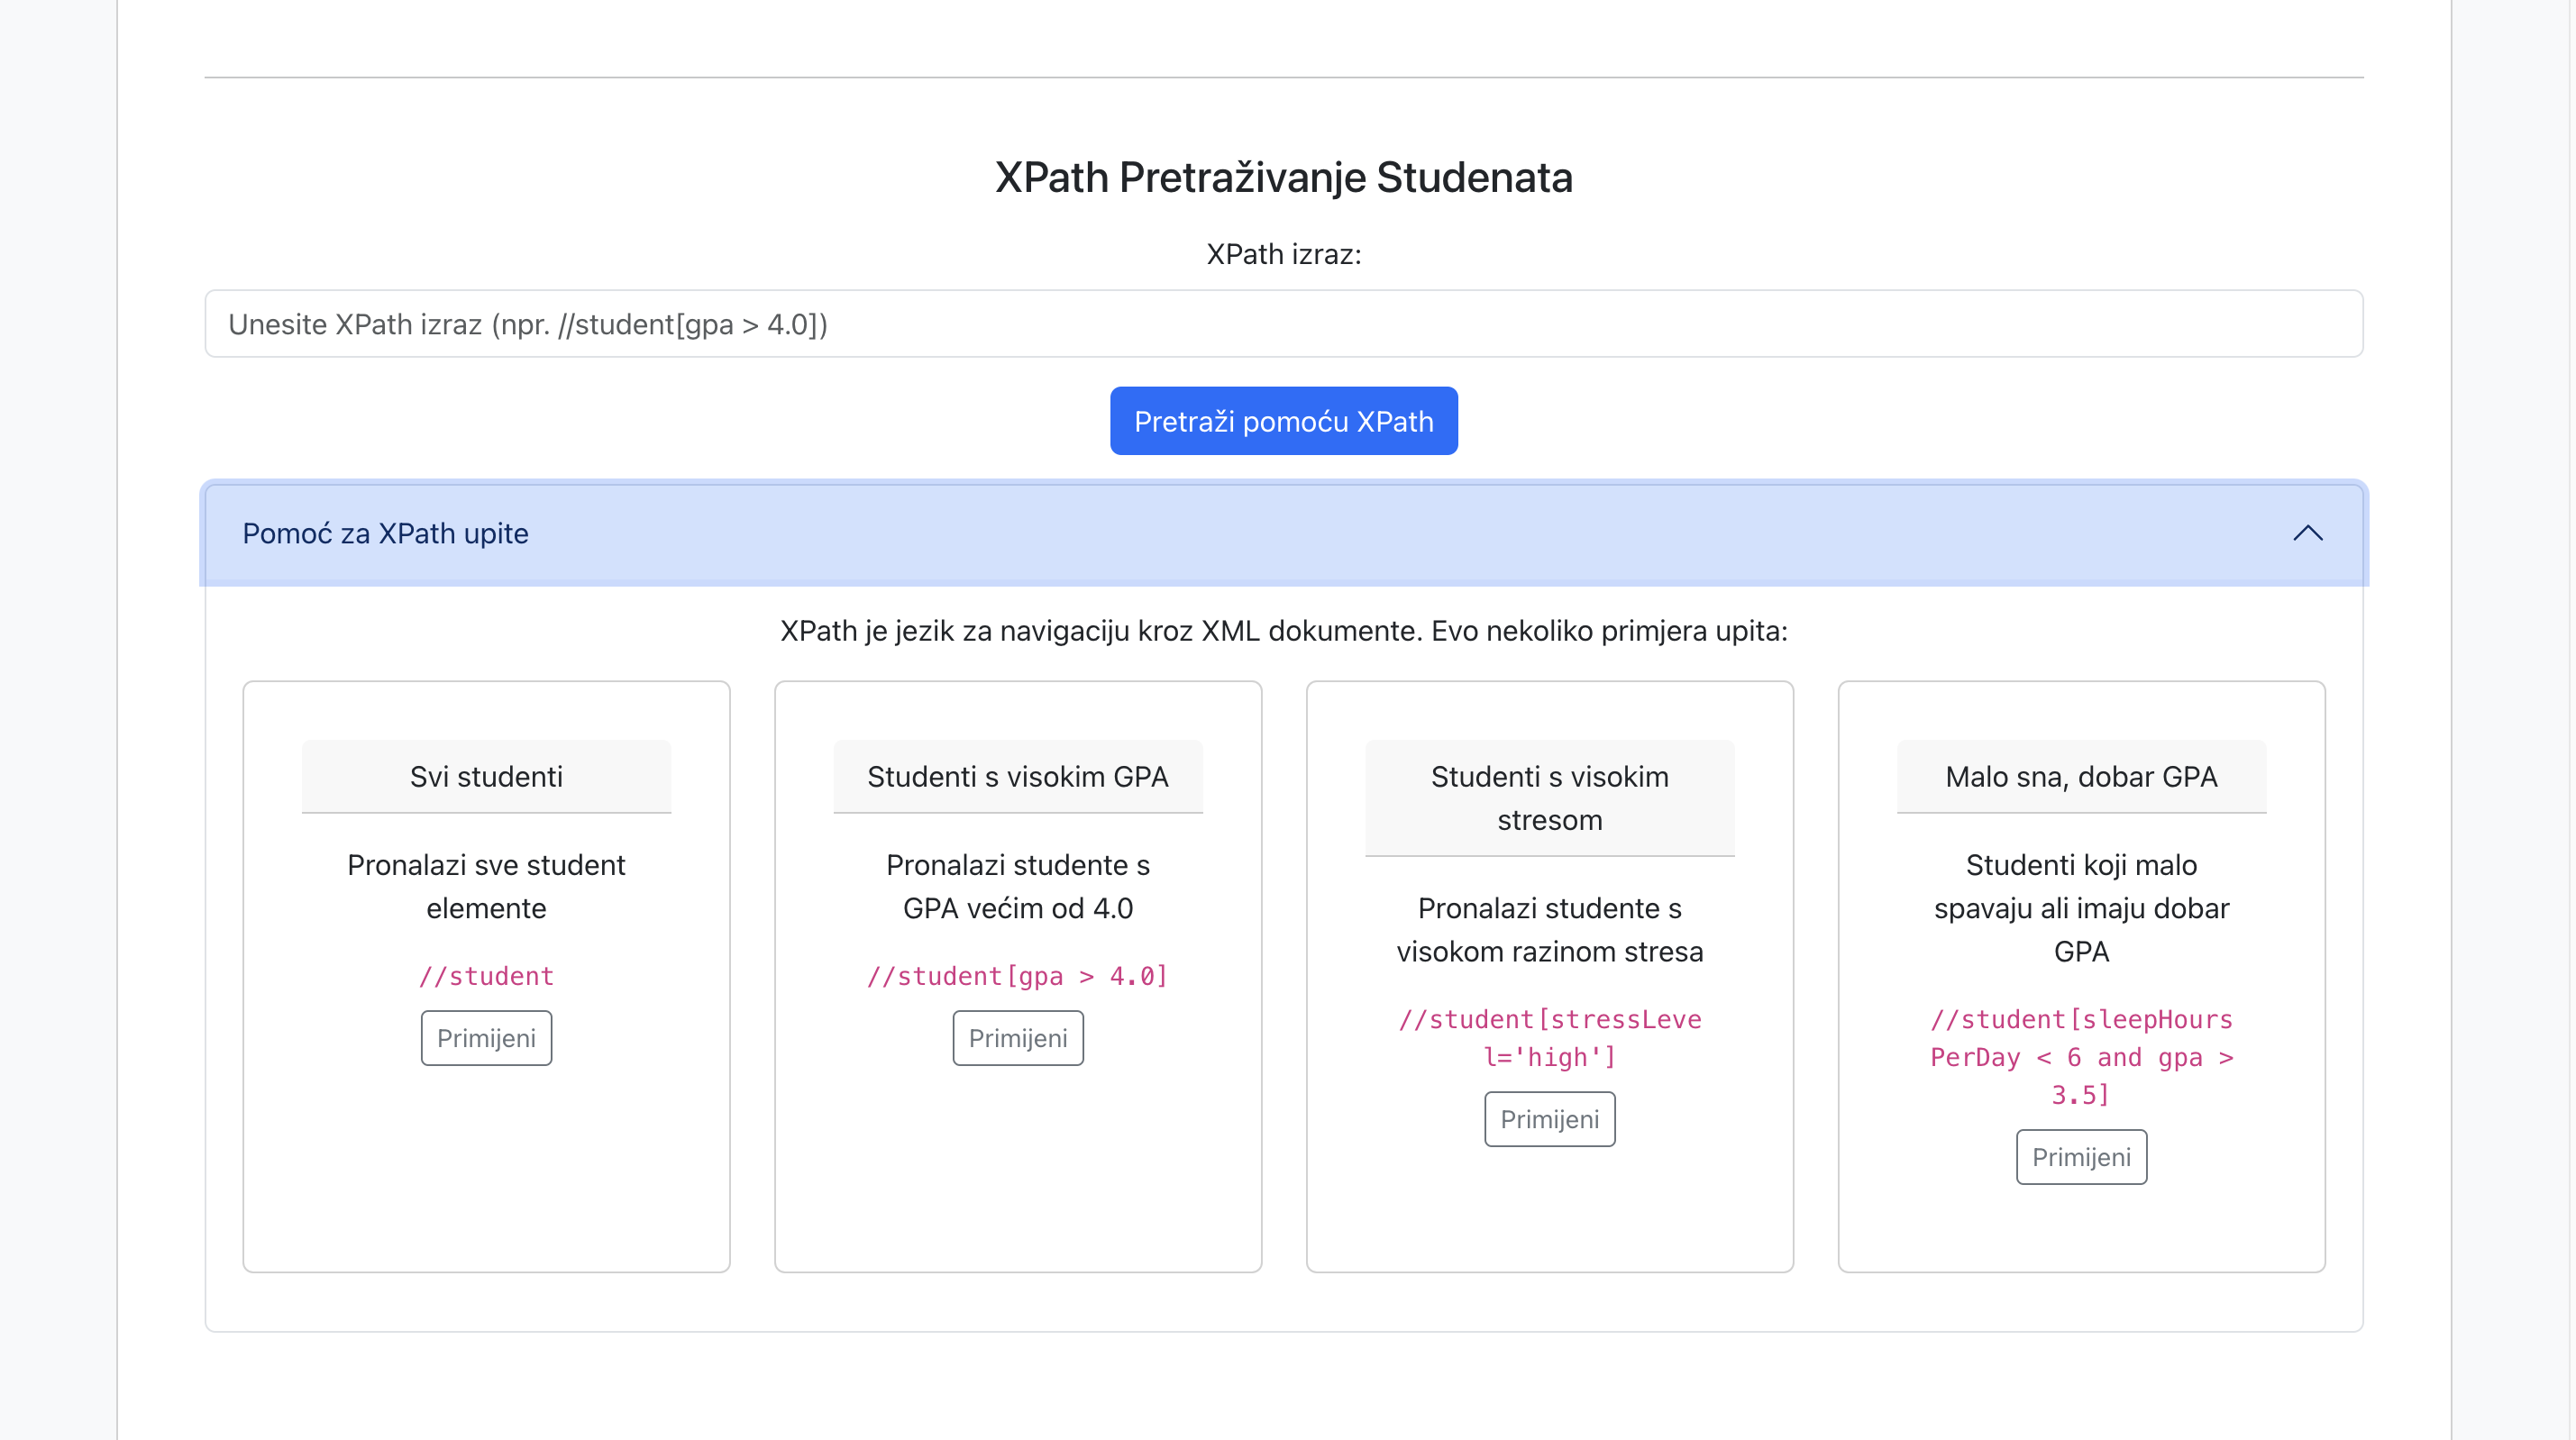 XPath Pretraživanje Studenata
XPath izraz:
Unesite XPath izraz (npr. //student[gpa > 4.0])
Pretraži pomoću XPath
Pomoć za XPath upite
XPath je jezik za navigaciju kroz XML dokumente. Evo nekoliko primjera upita:
Svi studenti
Pronalazi sve student
elemente
//student
Primijeni
Studenti s visokim GPA
Pronalazi studente s
GPA većim od 4.0
//student[gpa > 4.0]
Primijeni
Studenti s visokim
stresom
Pronalazi studente s
visokom razinom stresa
//student[stressLeve
l='high']
Primijeni
Malo sna, dobar GPA
Studenti koji malo
spavaju ali imaju dobar
GPA
//student[sleepHours
PerDay < 6 and gpa >
3.5]
Primijeni